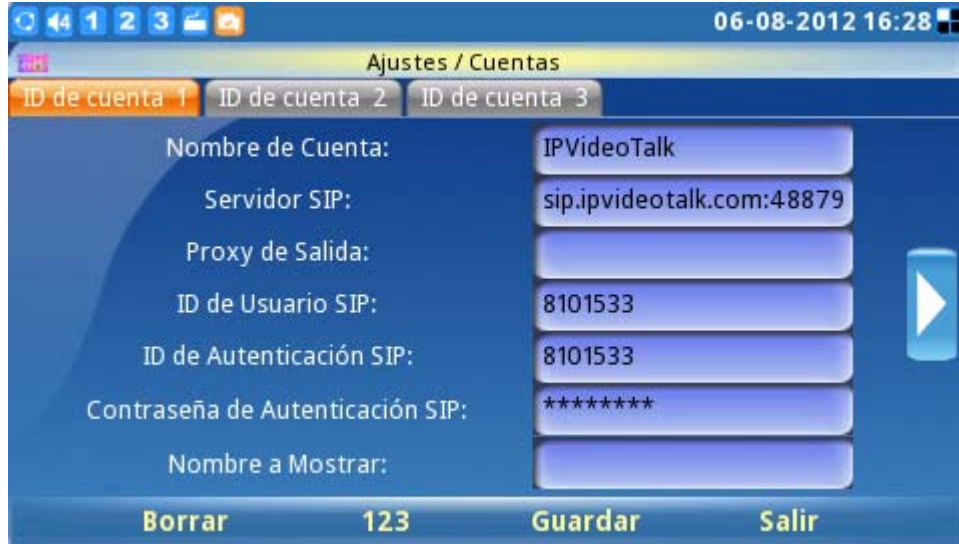 1 2 3 06-08-2012 16:28
Ajustes / Cuentas
ID de cuenta 1 ID de cuenta 2 ID de cuenta 3
Nombre de Cuenta: IPVideoTalk
Servidor SIP: sip.ipvideotalk.com:48879
Proxy de Salida:
ID de Usuario SIP: 8101533
ID de Autenticación SIP: 8101533
Contraseña de Autenticación SIP: ********
Nombre a Mostrar:
Borrar 123 Guardar Salir